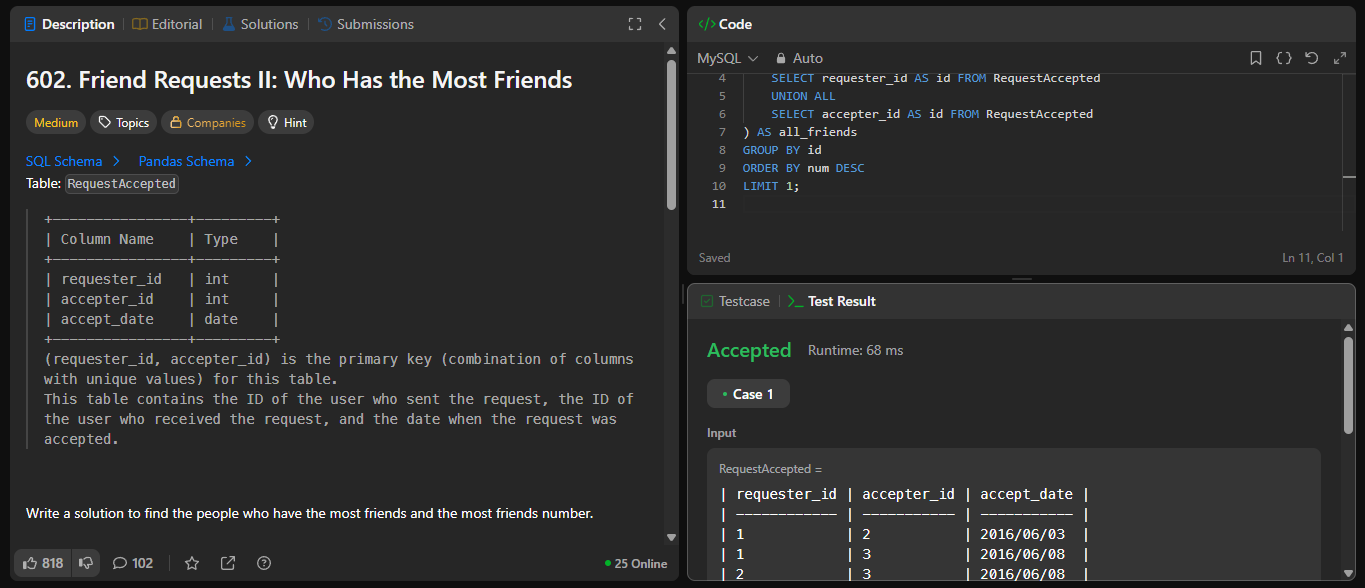 Description
Editorial
Solutions
Submissions
602. Friend Requests II: Who Has the Most Friends
Medium
Topics
Companies
Hint
SQL Schema
Pandas Schema
Table: RequestAccepted
+----------------+---------+
| Column Name | Type |
+----------------+---------+
| requester_id | int |
| accepter_id | int |
| accept_date | date |
+----------------+---------+
(requester_id, accepter_id) is the primary key (combination of columns
with unique values) for this table.
This table contains the ID of the user who sent the request, the ID of
the user who received the request, and the date when the request was
accepted.
Write a solution to find the people who have the most friends and the most friends number.
818
102
25 Online
</> Code
MySQL
Auto
4 SELECT requester_id AS id FROM RequestAccepted
5 UNION ALL
6 SELECT accepter_id AS id FROM RequestAccepted
7 ) AS all_friends
8 GROUP BY id
9 ORDER BY num DESC
10 LIMIT 1;
11
Saved
Ln 11, Col 1
Testcase
>_ Test Result
Accepted
Runtime: 68 ms
Case 1
Input
RequestAccepted =
| requester_id | accepter_id | accept_date |
| ------------ | ----------- | ----------- |
| 1 | 2 | 2016/06/03 |
| 1 | 3 | 2016/06/08 |
| 2 | 3 | 2016/06/08 |